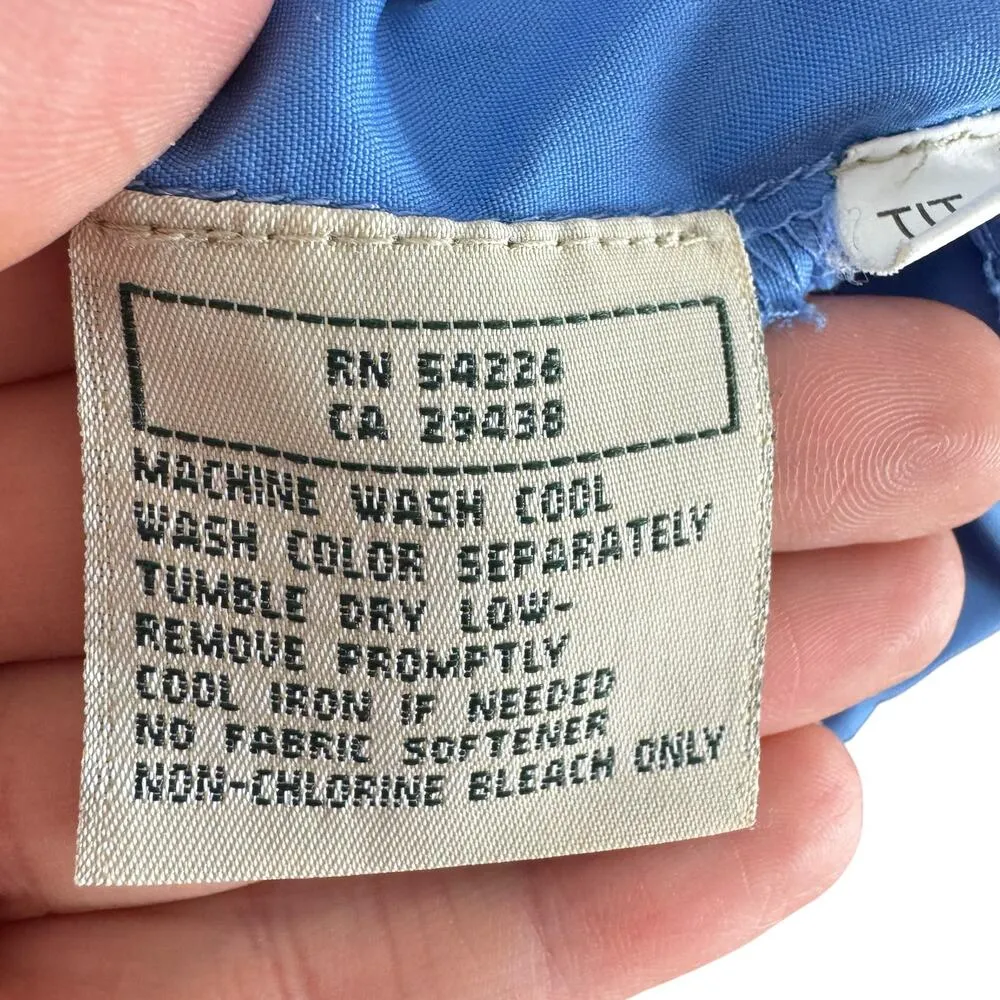 RN 54226
CA 29438
MACHINE WASH COOL
WASH COLOR SEPARATELY
TUMBLE DRY LOW-
REMOVE PROMPTLY
COOL IRON IF NEEDED
NO FABRIC SOFTENER
NON-CHLORINE BLEACH ONLY
TIT